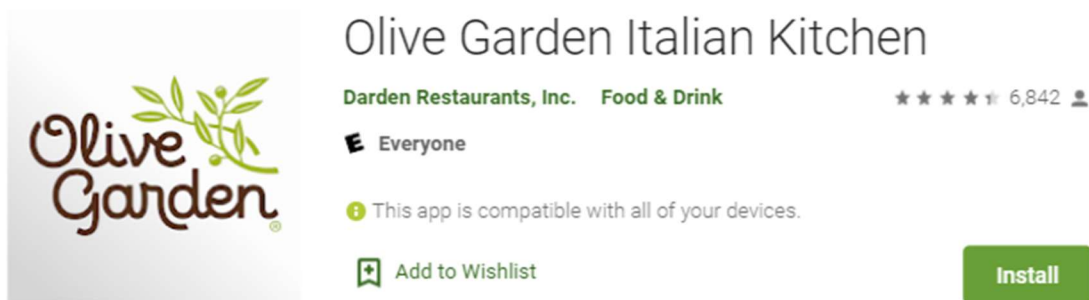 Olive
Garden
®
Olive Garden Italian Kitchen
Darden Restaurants, Inc. Food & Drink 6,842
E Everyone
This app is compatible with all of your devices.
Add to Wishlist
Install